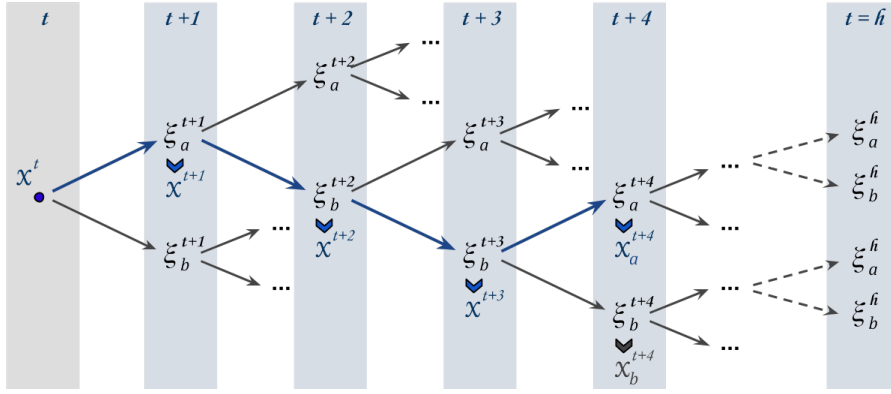 t t+1 t+2 t+3 t+4 t=h
...
ξ_a^{t+2}
...
...
ξ_a^{t+1} ξ_a^{t+3} ξ_a^h
x^t x^{t+1} ... ...
ξ_b^{t+2} ξ_a^{t+4} ξ_b^h
... ...
ξ_b^{t+1} x^{t+2} ξ_b^{t+3} x_a^{t+4} ξ_a^h
... ...
x^{t+3} ξ_b^{t+4} ξ_b^h
...
x_b^{t+4}